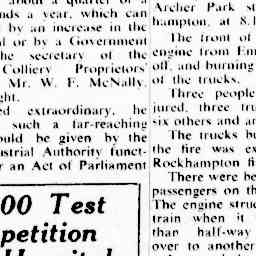 about a quarter of a
nds a year, which can
by an increase in the
l or by a Government
the secretary of the
Colliery Proprietors'
Mr. W. F. McNally,
ght.
ed extraordinary, he
such a far-reaching
ould be given by the
ustrial Authority funct-
r an Act of Parliament
00 Test
petition
Hospital
Archer Park st
hampton, at 8.1
The front of
engine from Em
off, and burning
of the trucks.
Three people
jured, three tru
six others and an
The trucks bu
the fire was ex
Rockhampton fi
There were be
passengers on th
The engine struc
train when it
than half-way
over to another